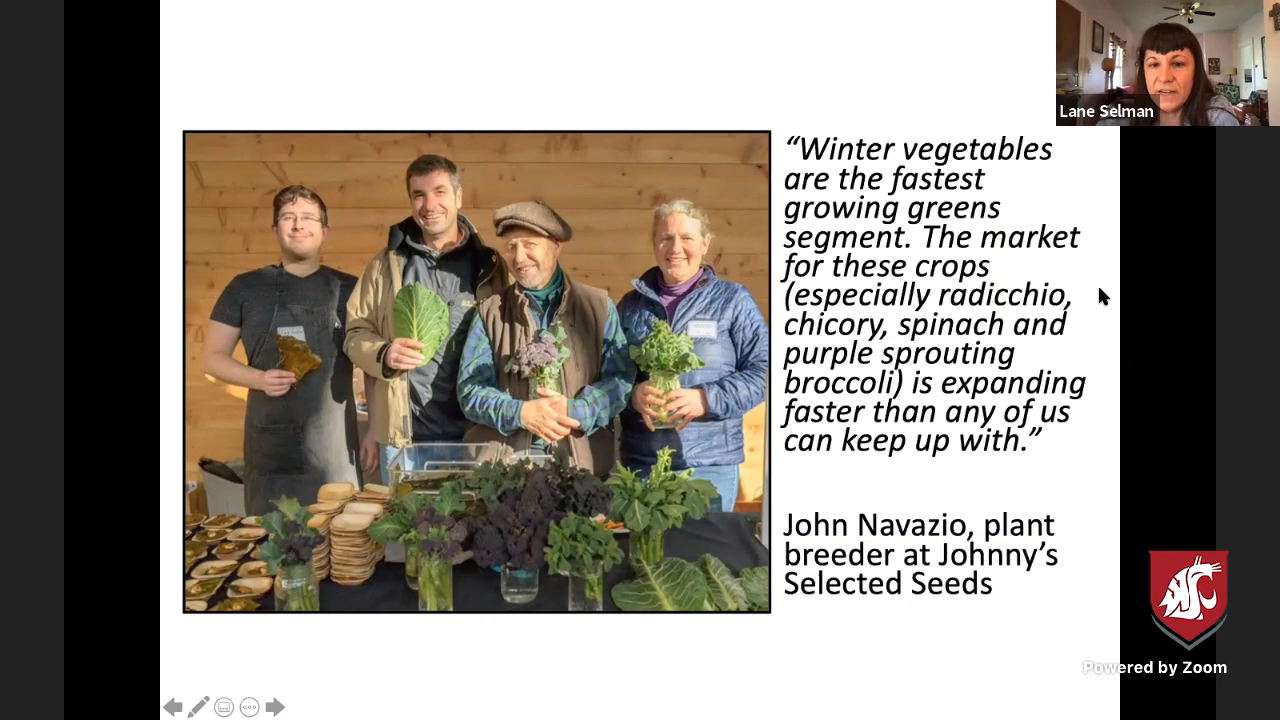 Lane Selman
“Winter vegetables
are the fastest
growing greens
segment. The market
for these crops
(especially radicchio,
chicory, spinach and
purple sprouting
broccoli) is expanding
faster than any of us
can keep up with.”
John Navazio, plant
breeder at Johnny’s
Selected Seeds
Powered by Zoom